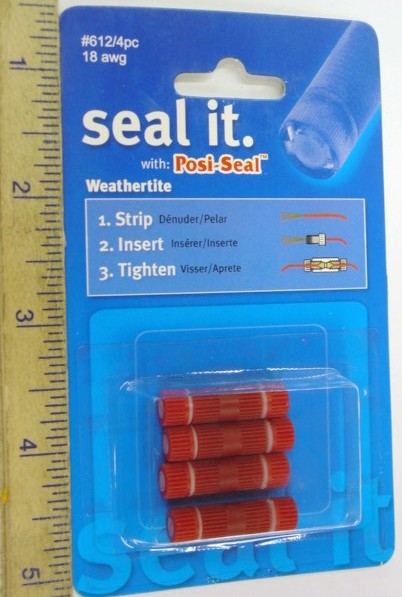 #612/4pc
18 awg
seal it.
with: Posi-Seal™
Weathertite
1. Strip Dénuder/Pelar
2. Insert Insérer/Inserte
3. Tighten Visser/Aprete
seal it
1
2
3
4
5